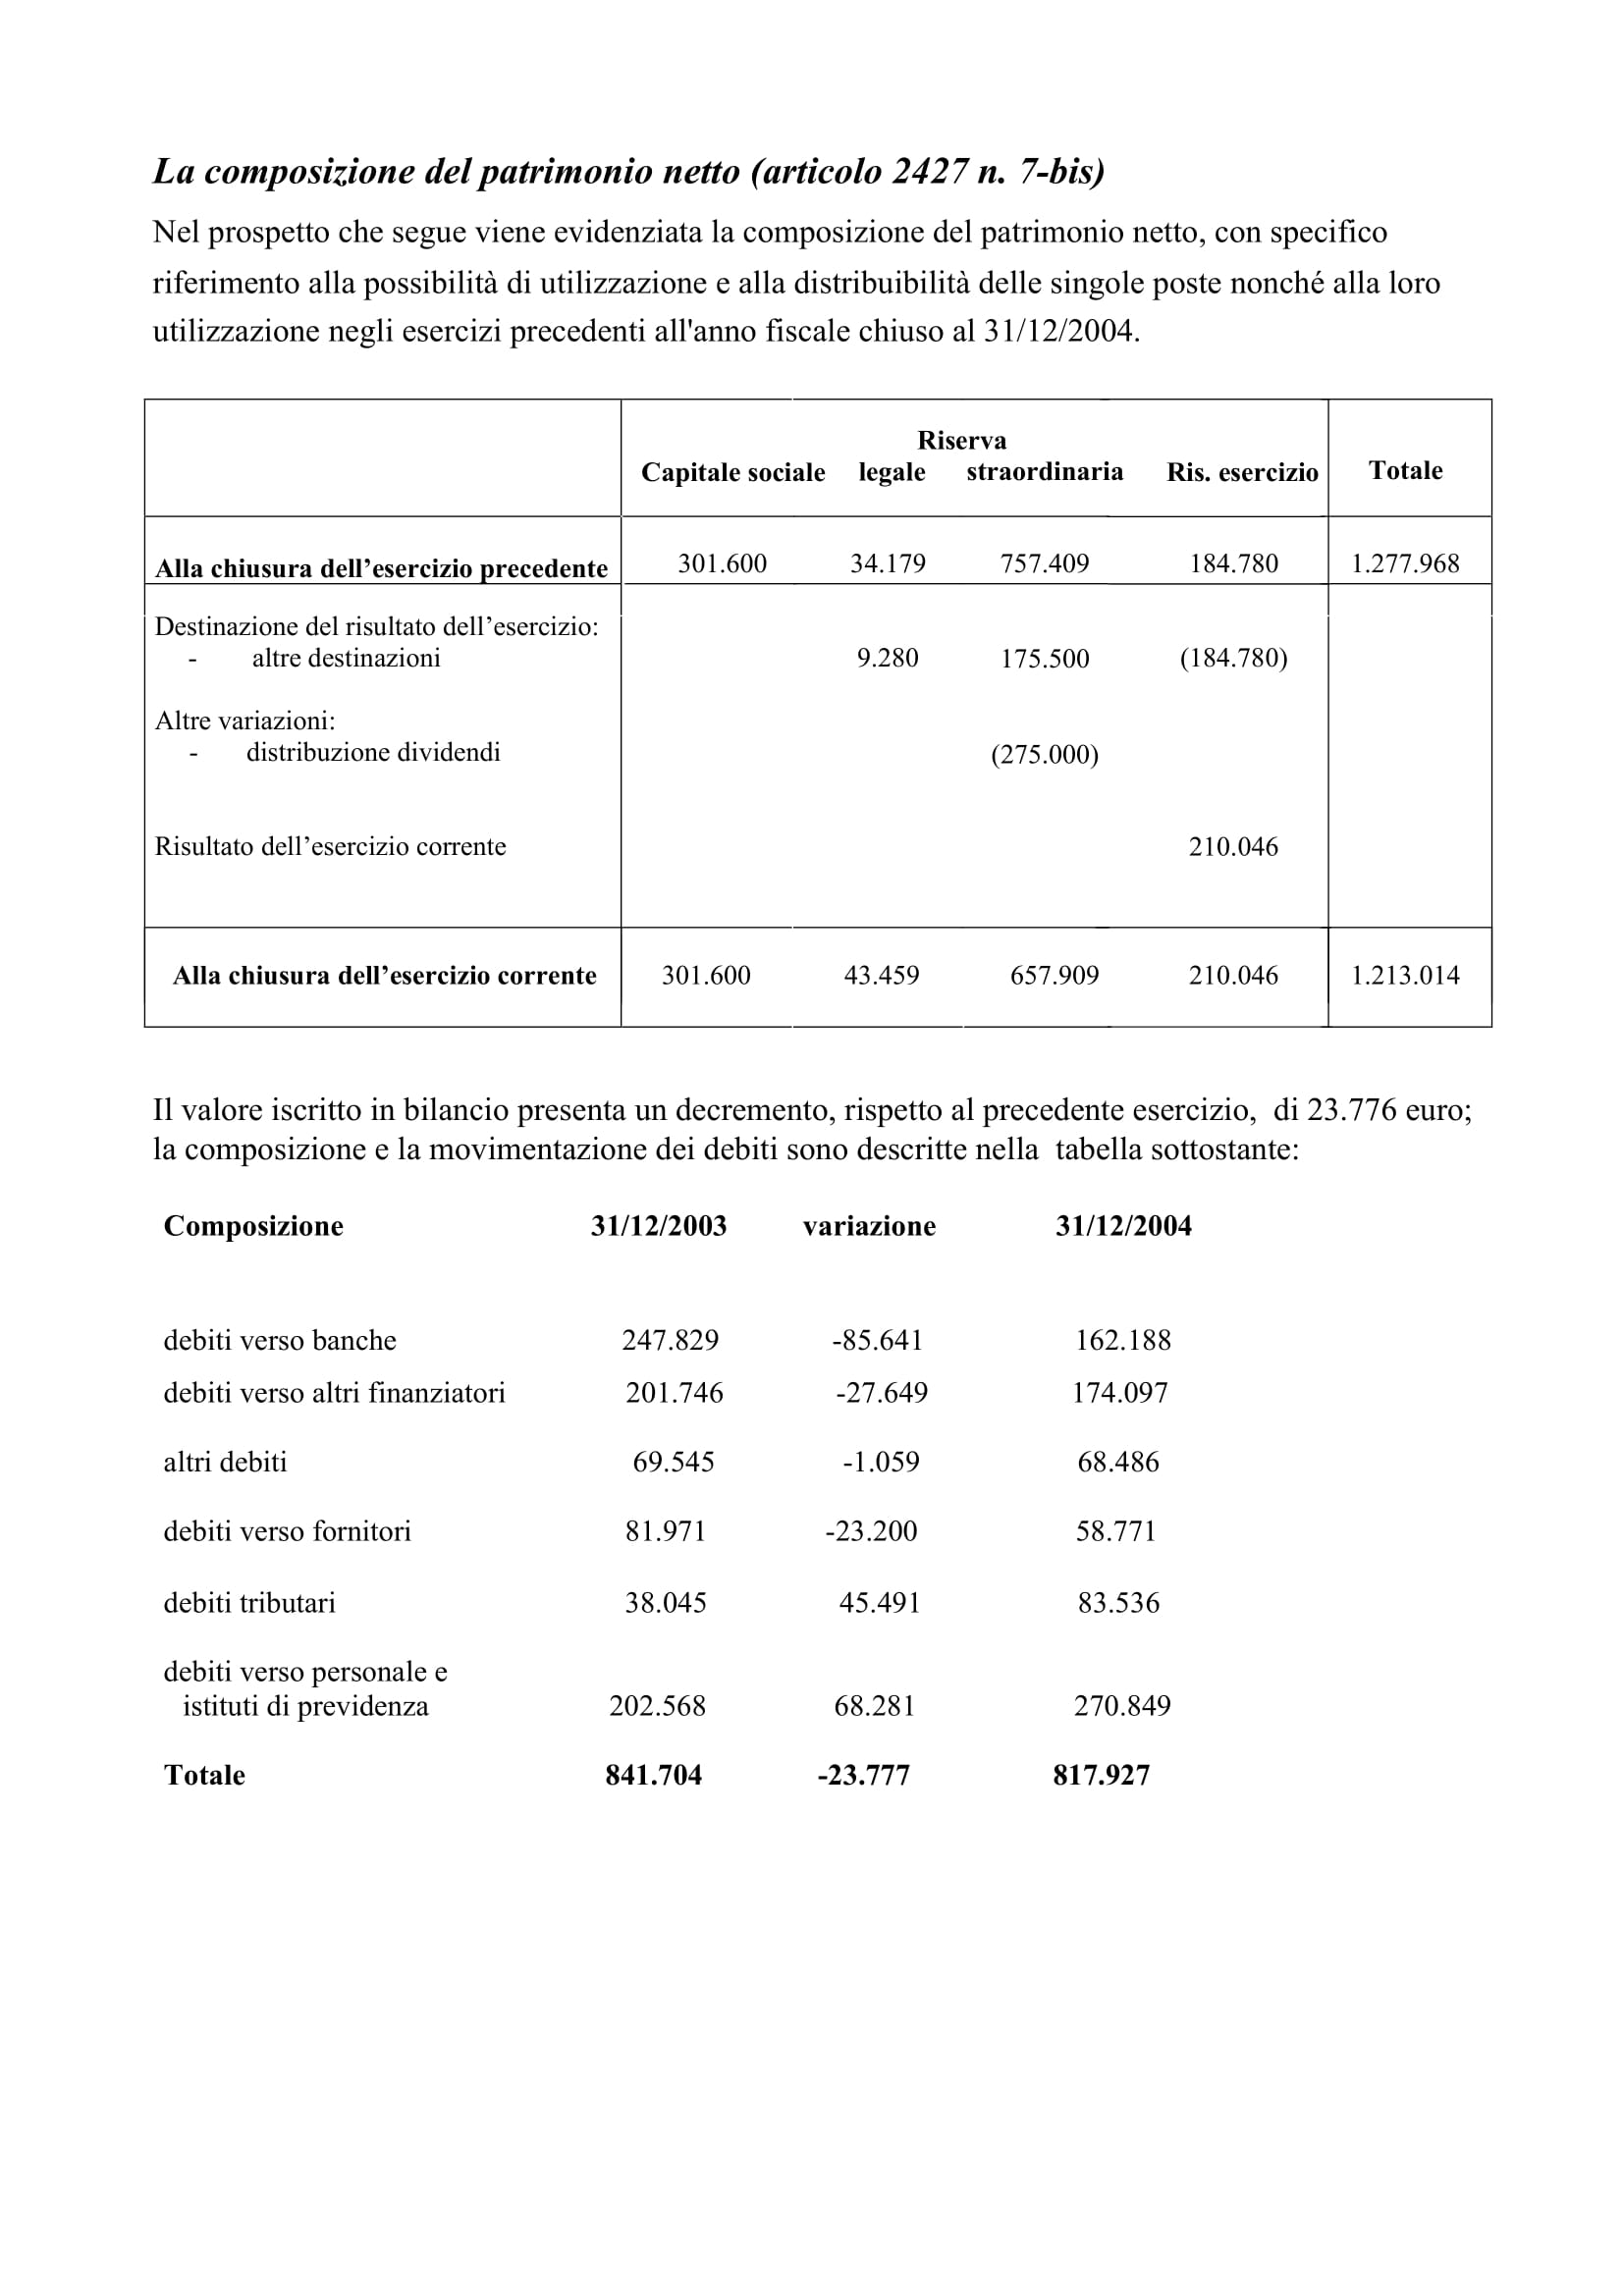 La composizione del patrimonio netto (articolo 2427 n. 7-bis)
Nel prospetto che segue viene evidenziata la composizione del patrimonio netto, con specifico
riferimento alla possibilità di utilizzazione e alla distribuibilità delle singole poste nonché alla loro
utilizzazione negli esercizi precedenti all'anno fiscale chiuso al 31/12/2004.
Riserva
Capitale sociale legale straordinaria Ris. esercizio Totale
Alla chiusura dell’esercizio precedente 301.600 34.179 757.409 184.780 1.277.968
Destinazione del risultato dell’esercizio:
- altre destinazioni 9.280 175.500 (184.780)
Altre variazioni:
- distribuzione dividendi (275.000)
Risultato dell’esercizio corrente 210.046
Alla chiusura dell’esercizio corrente 301.600 43.459 657.909 210.046 1.213.014
Il valore iscritto in bilancio presenta un decremento, rispetto al precedente esercizio, di 23.776 euro;
la composizione e la movimentazione dei debiti sono descritte nella tabella sottostante:
Composizione 31/12/2003 variazione 31/12/2004
debiti verso banche 247.829 -85.641 162.188
debiti verso altri finanziatori 201.746 -27.649 174.097
altri debiti 69.545 -1.059 68.486
debiti verso fornitori 81.971 -23.200 58.771
debiti tributari 38.045 45.491 83.536
debiti verso personale e
istituti di previdenza 202.568 68.281 270.849
Totale 841.704 -23.777 817.927